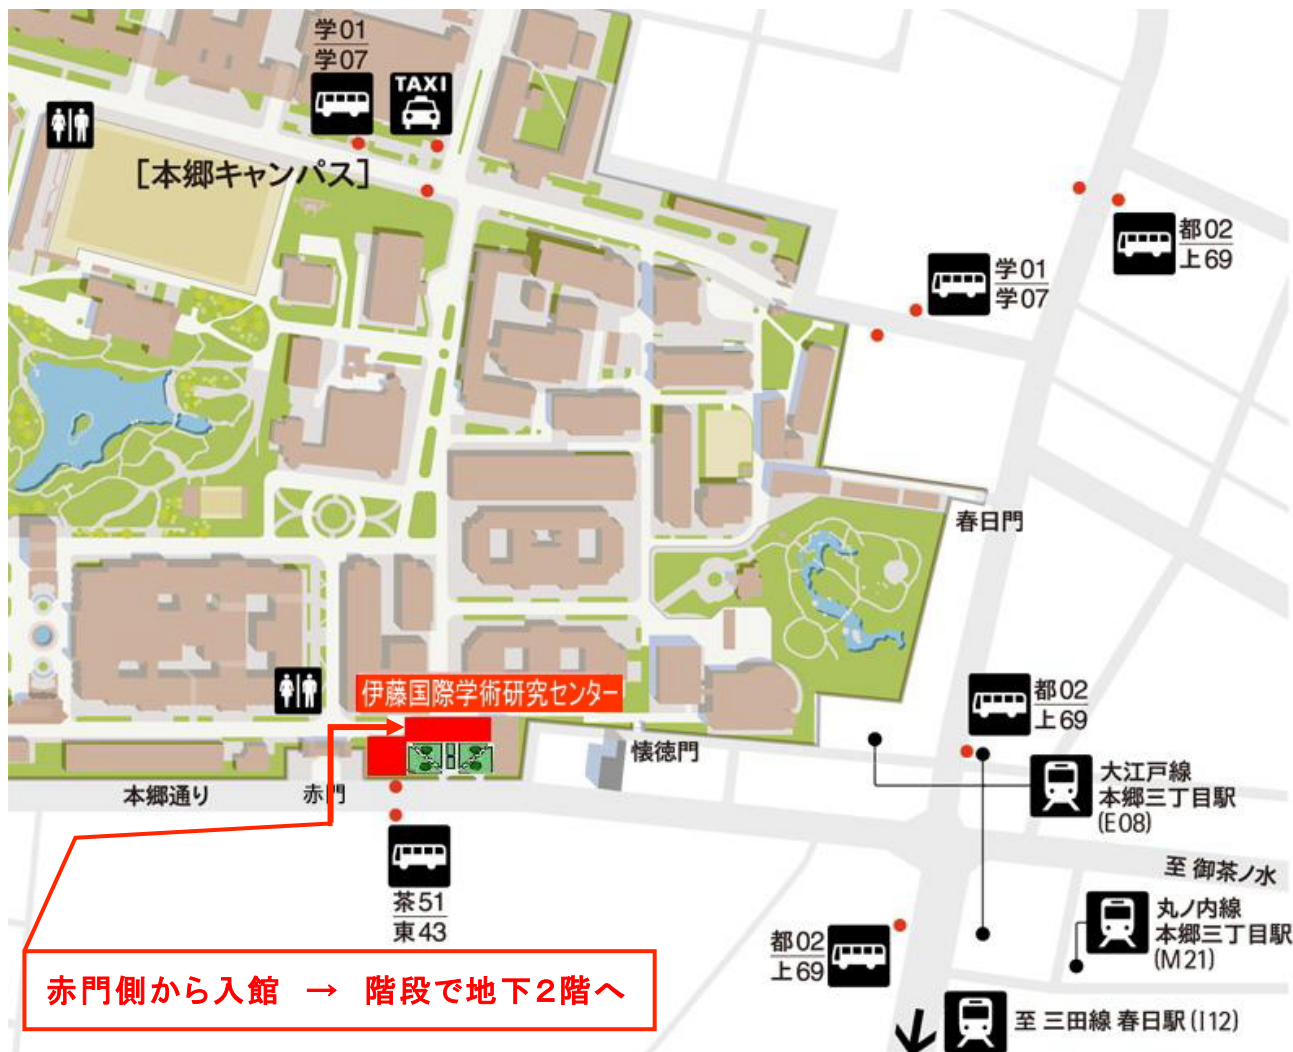 学01
学07
TAXI
[本郷キャンパス]
都02
上69
学01
学07
春日門
伊藤国際学術研究センター
都02
上69
懐徳門
大江戸線
本郷三丁目駅
(E08)
本郷通り
赤門
至 御茶ノ水
茶51
東43
丸ノ内線
本郷三丁目駅
(M21)
都02
上69
赤門側から入館 → 階段で地下2階へ
至 三田線 春日駅(I12)